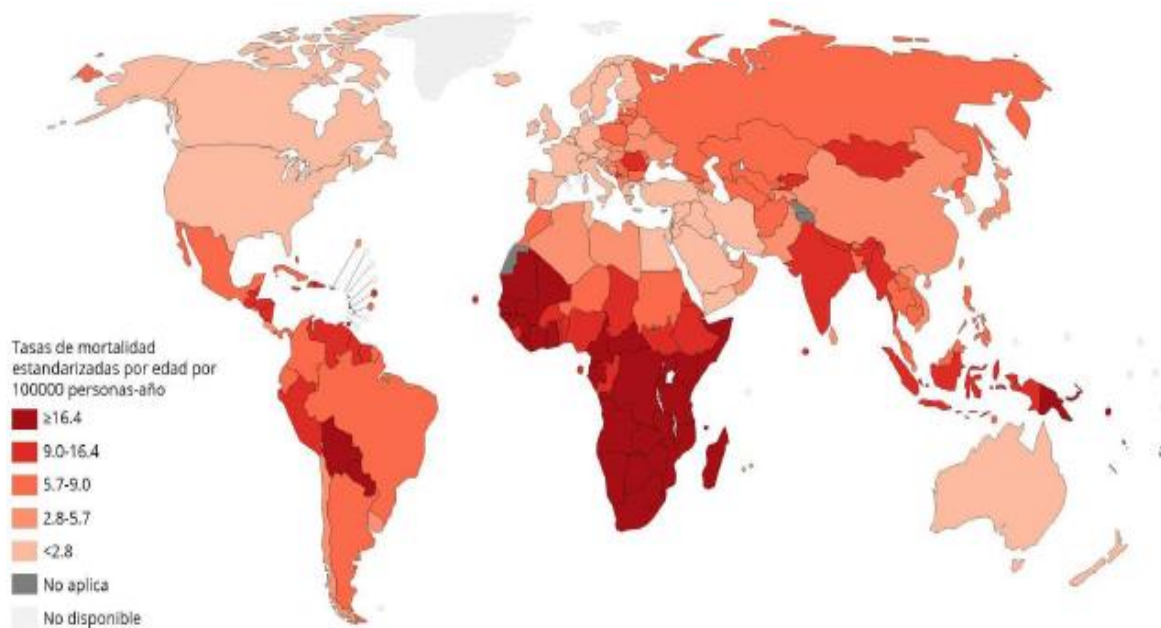 Tasas de mortalidad
estandarizadas por edad por
100000 personas-año
≥16.4
9.0-16.4
5.7-9.0
2.8-5.7
<2.8
No aplica
No disponible